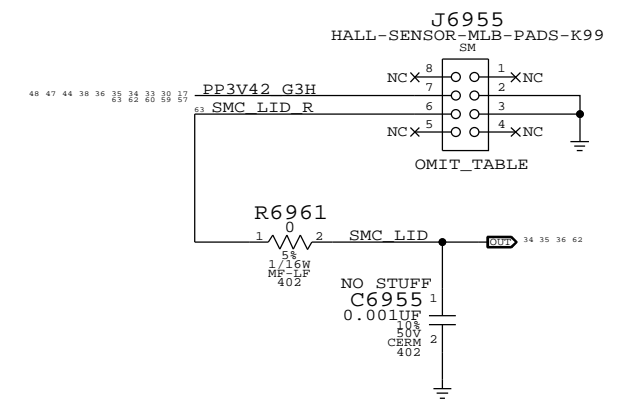 J6955
HALL-SENSOR-MLB-PADS-K99
SM
NC 8 1 NC
48 47 44 38 36 35 34 33 30 17 PP3V42_G3H 7 2
63 62 60 59 57
63 SMC_LID_R 6 3
NC 5 4 NC
OMIT_TABLE
R6961
0
1 2 SMC_LID OUT 34 35 36 62
5%
1/16W
MF-LF
402
NO STUFF
C6955 1
0.001UF
10%
50V
CERM 2
402